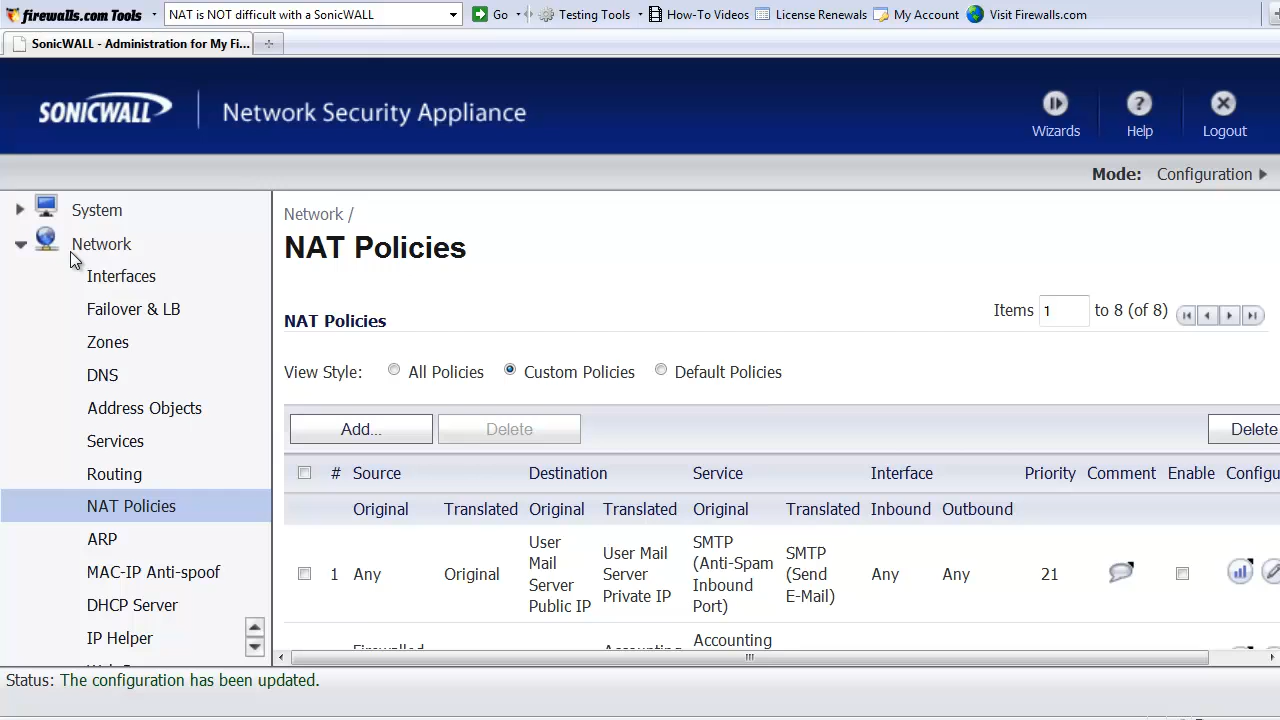 firewalls.com Tools NAT is NOT difficult with a SonicWALL Go Testing Tools How-To Videos License Renewals My Account Visit Firewalls.com
SonicWALL - Administration for My Fi...
SONICWALL Network Security Appliance
Wizards Help Logout
Mode: Configuration
System
Network
Interfaces
Failover & LB
Zones
DNS
Address Objects
Services
Routing
NAT Policies
ARP
MAC-IP Anti-spoof
DHCP Server
IP Helper
Network /
NAT Policies
NAT Policies Items 1 to 8 (of 8)
View Style: All Policies Custom Policies Default Policies
Add... Delete Delete
# Source Destination Service Interface Priority Comment Enable Configu
Original Translated Original Translated Original Translated Inbound Outbound
1 Any Original User Mail Server Public IP User Mail Server Private IP SMTP (Anti-Spam Inbound Port) SMTP (Send E-Mail) Any Any 21
Firewalled Accounting Accounting
Status: The configuration has been updated.